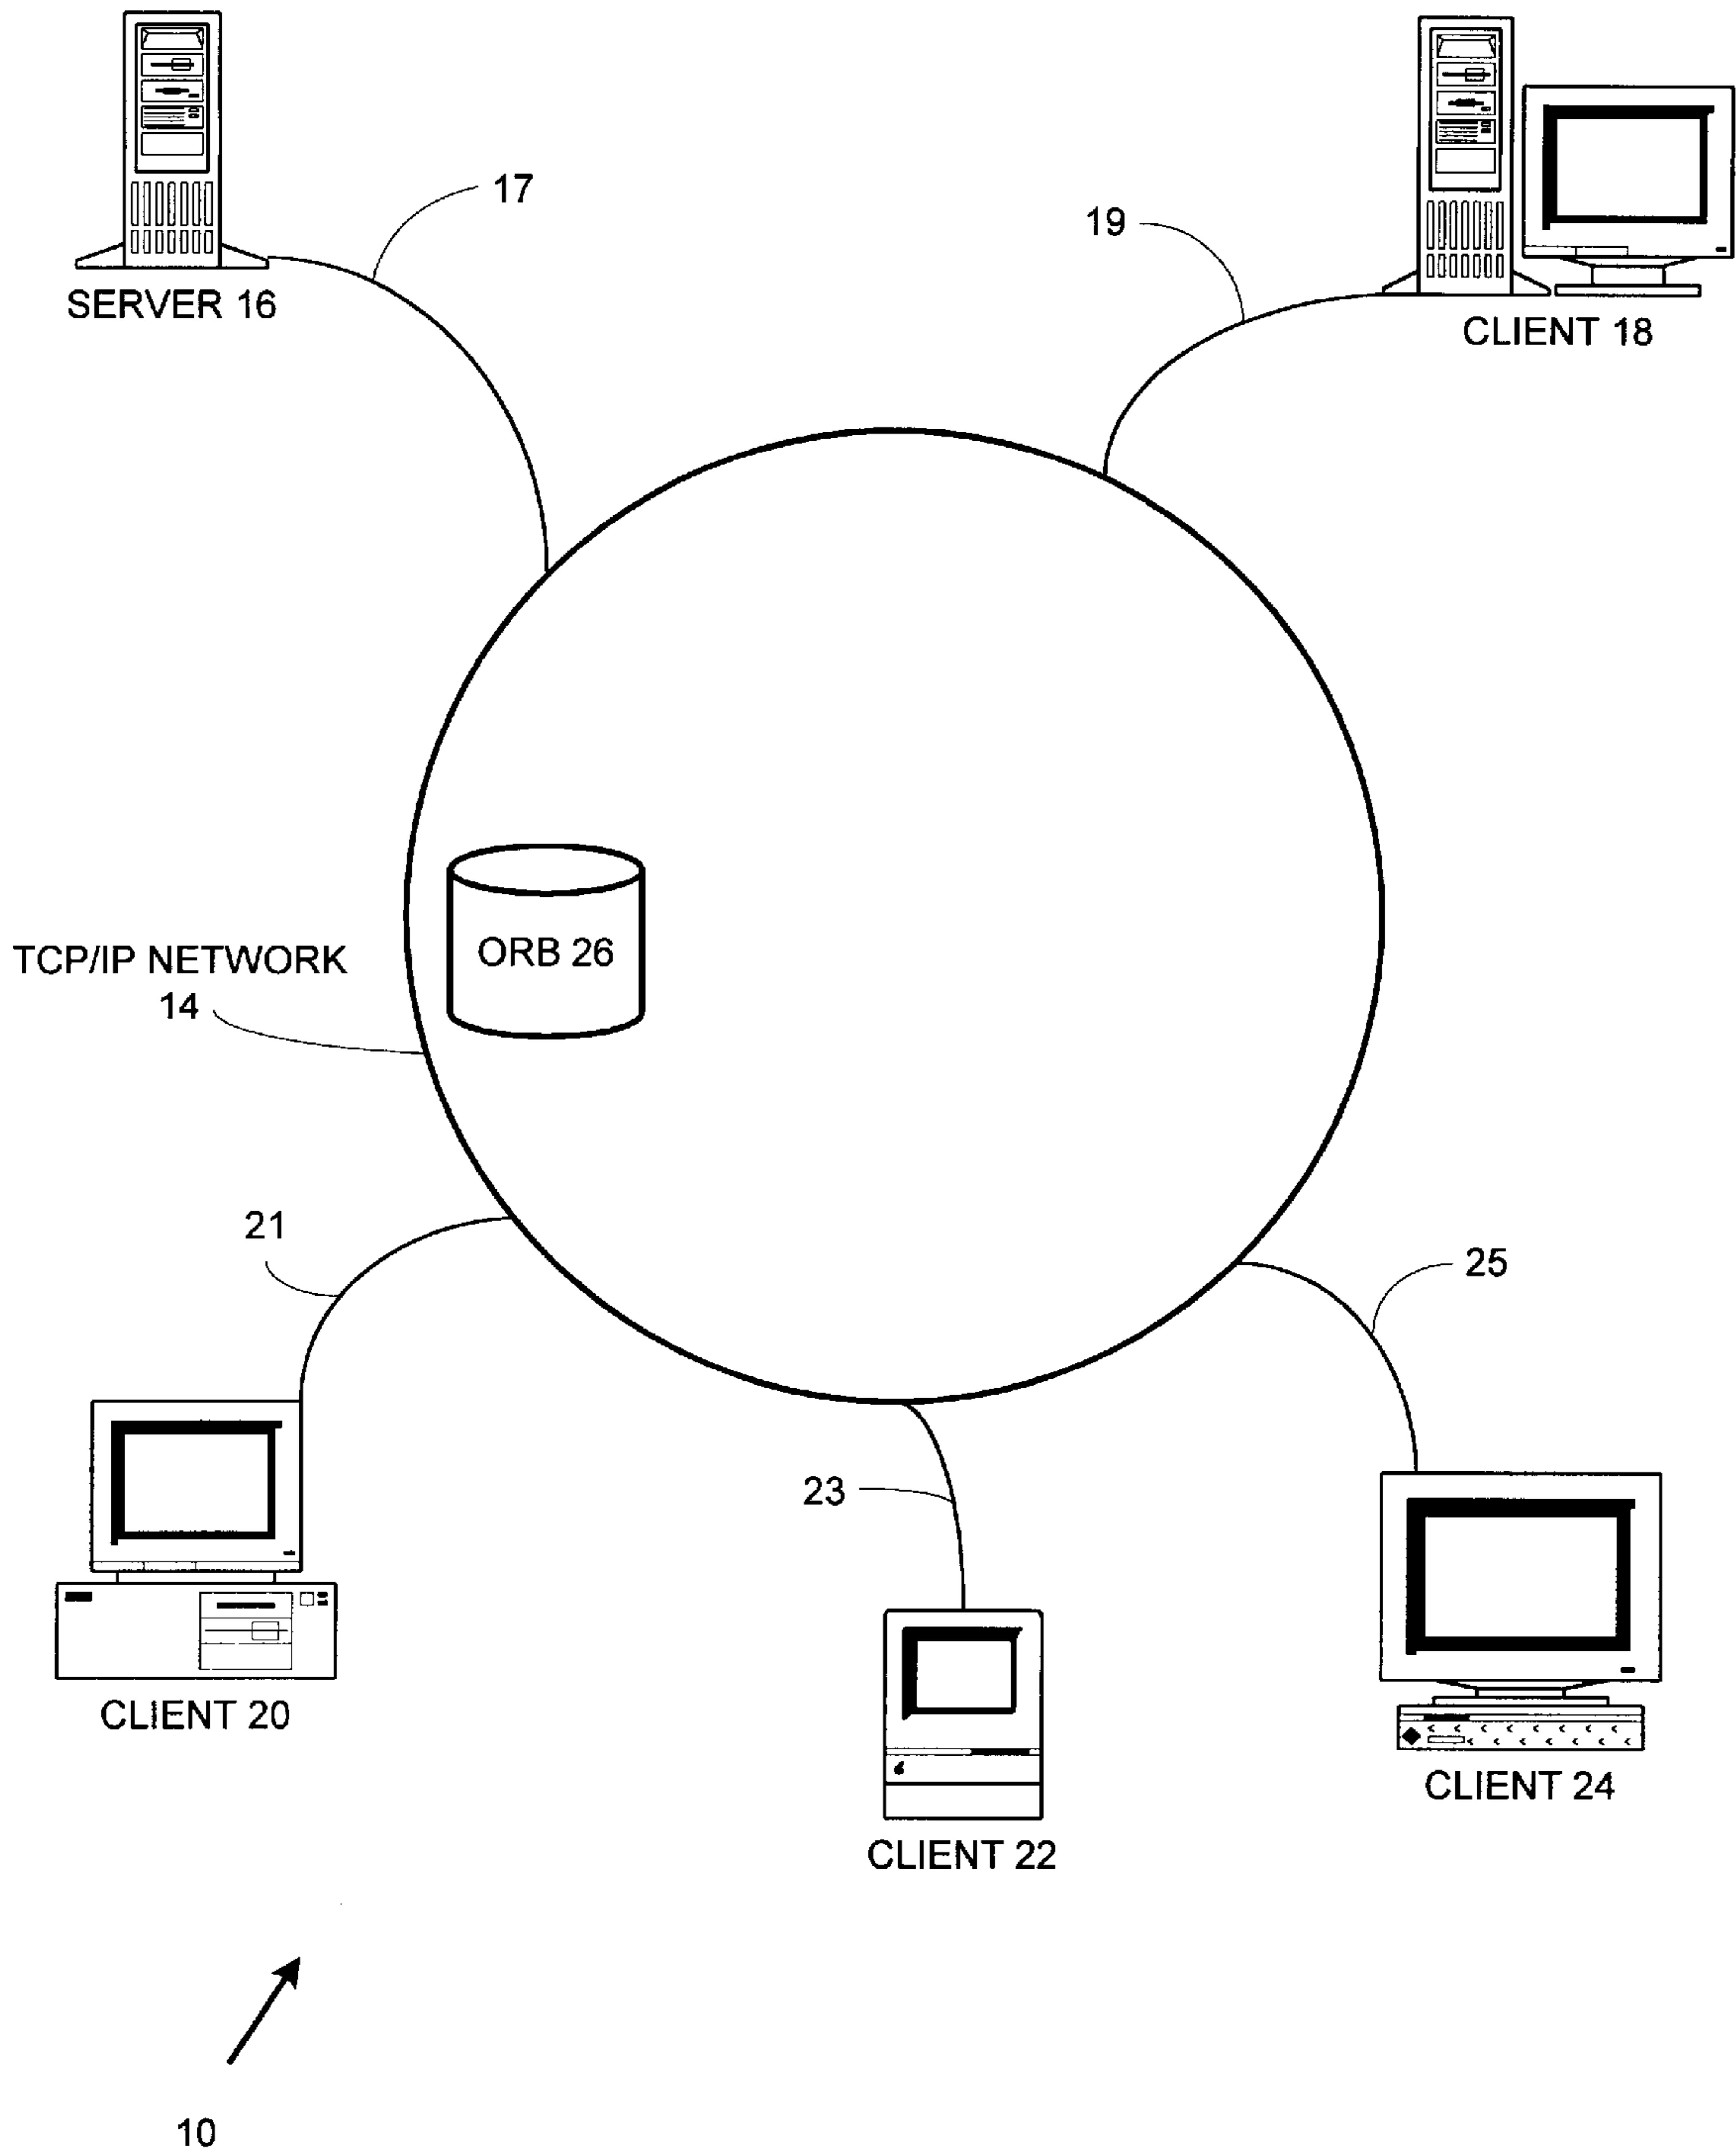 17
19
SERVER 16
CLIENT 18
TCP/IP NETWORK
14
ORB 26
21
25
23
CLIENT 20
CLIENT 24
CLIENT 22
10